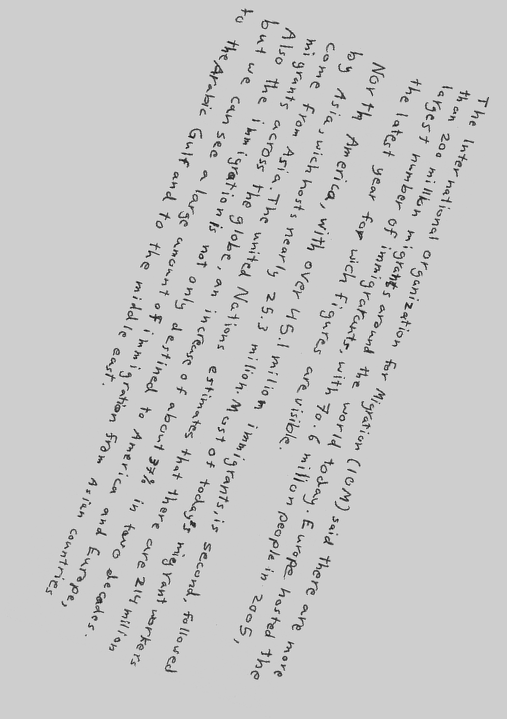 The International Organization for Migration (IOM) said there are more
than 200 million migrants around the world today. Europe hosted the
largest number of immigrants, with 70.6 million people in 2005,
the latest year for wich figures are visible.
North America, with over 45.1 million immigrants, is second, followed
by Asia, wich hosts nearly 25.3 million. Most of todays migrant workers
come from Asia. The United Nations estimates that there are 214 million
migrants across the globe, an increase of about 37% in two decades.
Also the immigration is not only destined to America and Europe,
but we can see a large amount of immigration from Asian countries
to the Arabic Gulf and to the middle east.